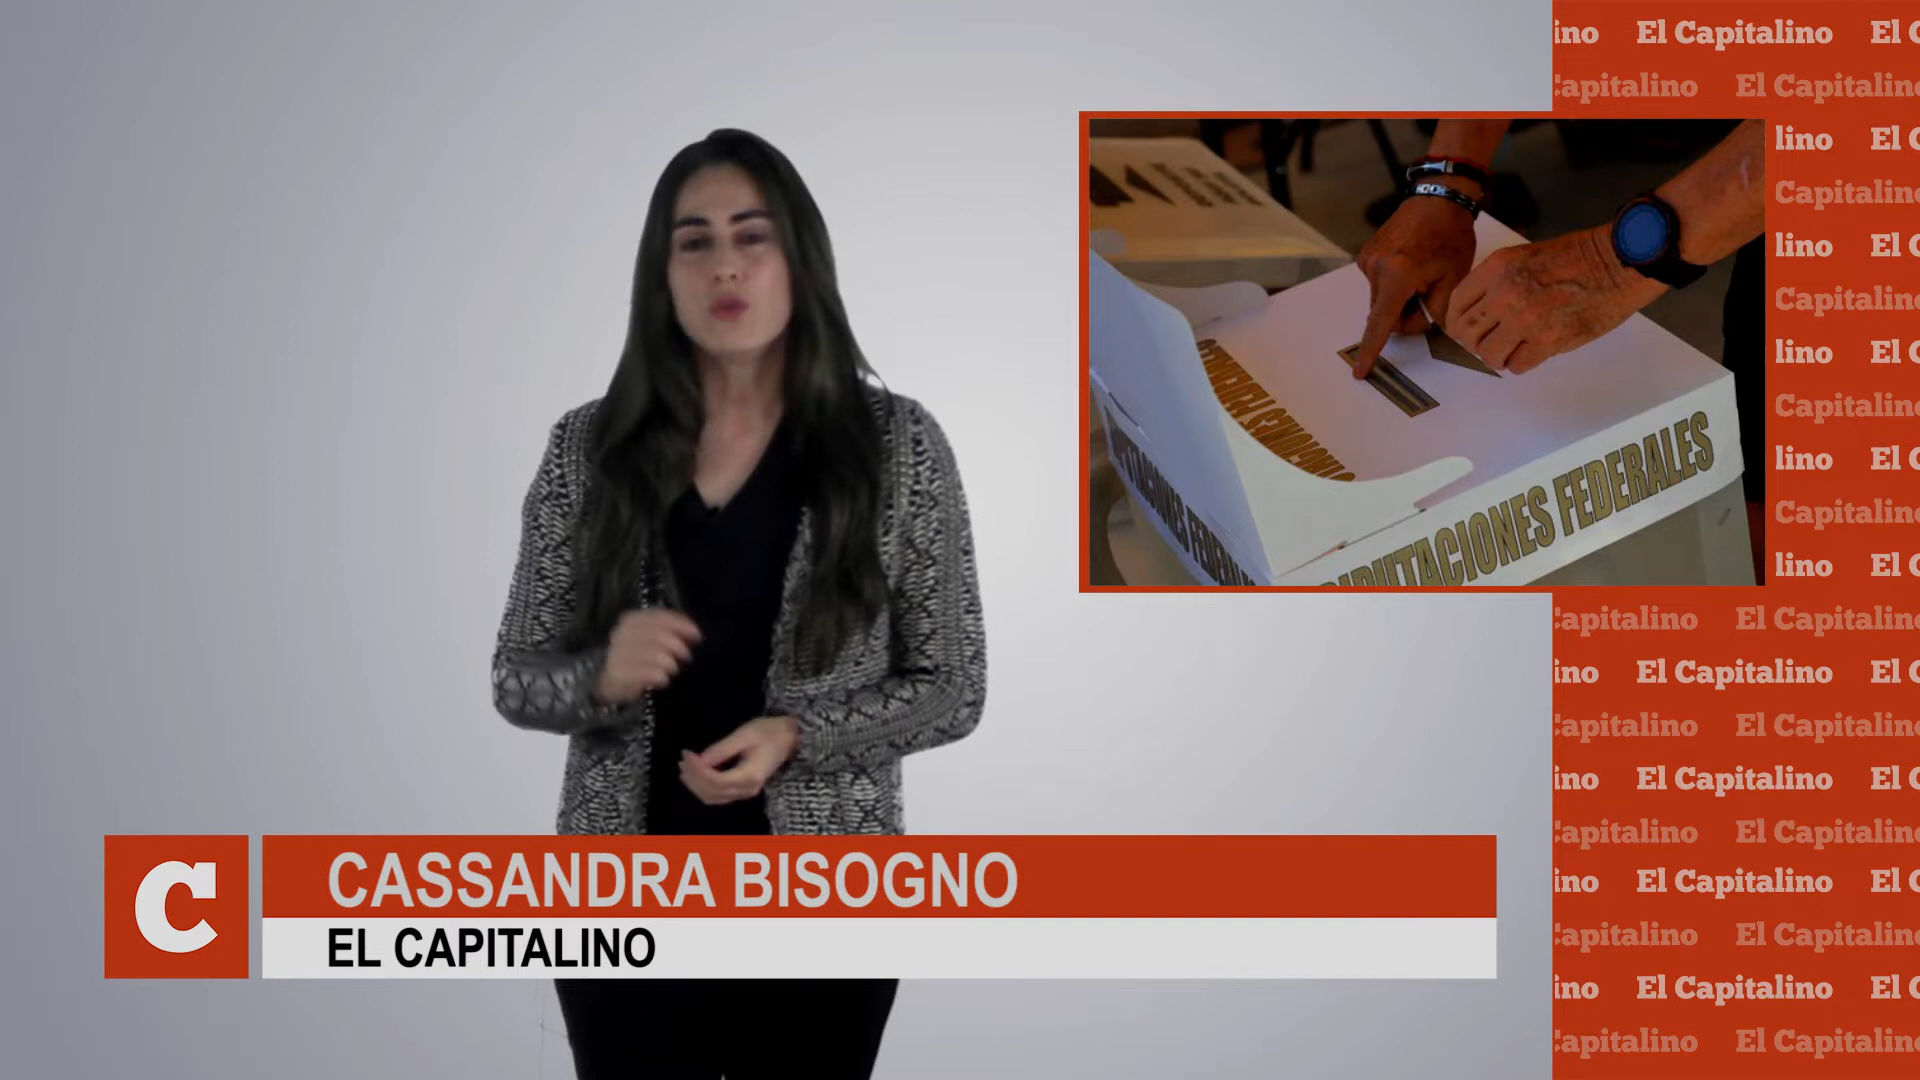 El Capitalino
DIPUTACIONES FEDERALES
C
CASSANDRA BISOGNO
EL CAPITALINO